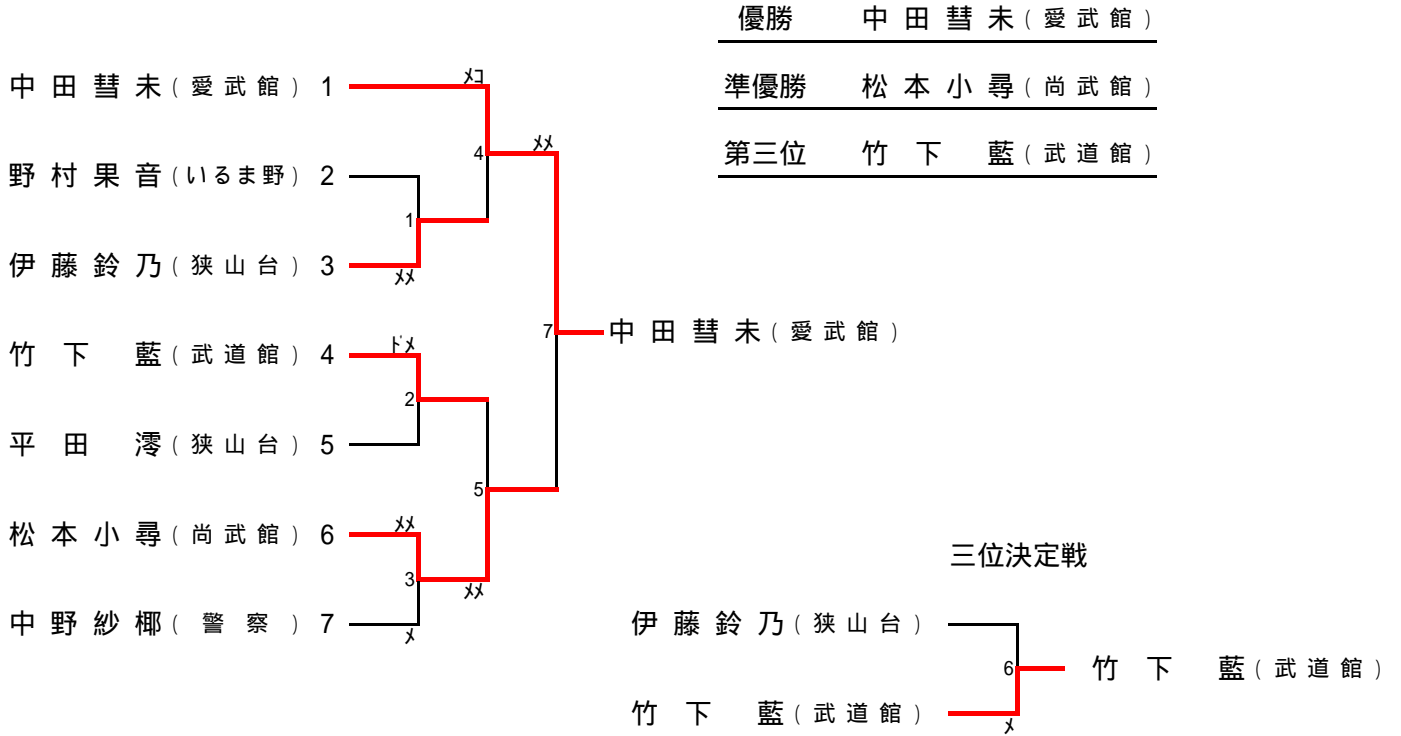 優勝 中田彗未(愛武館)
準優勝 松本小尋(尚武館)
第三位 竹下 藍(武道館)
中田彗未(愛武館) 1
ﾒｺ
4
ﾒﾒ
野村果音(いるま野) 2
1
伊藤鈴乃(狭山台) 3
ﾒﾒ
7
中田彗未(愛武館)
竹下 藍(武道館) 4
ﾄﾞﾒ
2
平田 澪(狭山台) 5
5
松本小尋(尚武館) 6
ﾒﾒ
3
ﾒﾒ
中野紗椰(警察) 7
ﾒ
三位決定戦
伊藤鈴乃(狭山台)
6
竹下 藍(武道館)
竹下 藍(武道館)
ﾒ